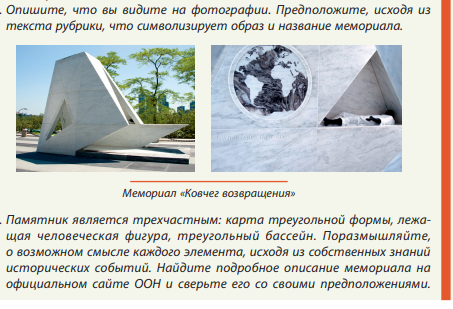 . Опишите, что вы видите на фотографии. Предположите, исходя из
текста рубрики, что символизирует образ и название мемориала.
Мемориал «Ковчег возвращения»
. Памятник является трехчастным: карта треугольной формы, лежа-
щая человеческая фигура, треугольный бассейн. Поразмышляйте,
о возможном смысле каждого элемента, исходя из собственных знаний
исторических событий. Найдите подробное описание мемориала на
официальном сайте ООН и сверьте его со своими предположениями.